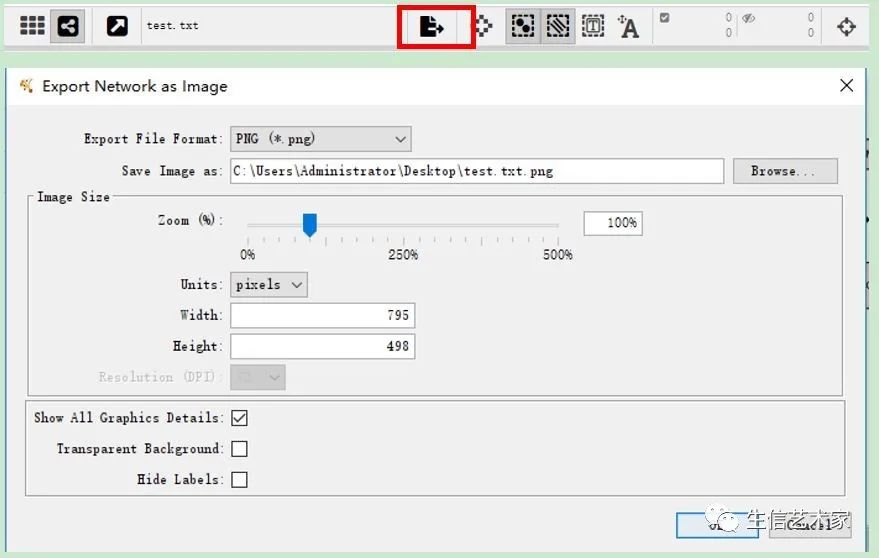 test.txt
0 0
0 0
Export Network as Image
Export File Format: PNG (*.png)
Save Image as: C:\Users\Administrator\Desktop\test.txt.png Browse...
Image Size
Zoom (%): 100%
0% 250% 500%
Units: pixels
Width: 795
Height: 498
Resolution (DPI):
Show All Graphics Details:
Transparent Background:
Hide Labels:
Cancel
生信艺术家